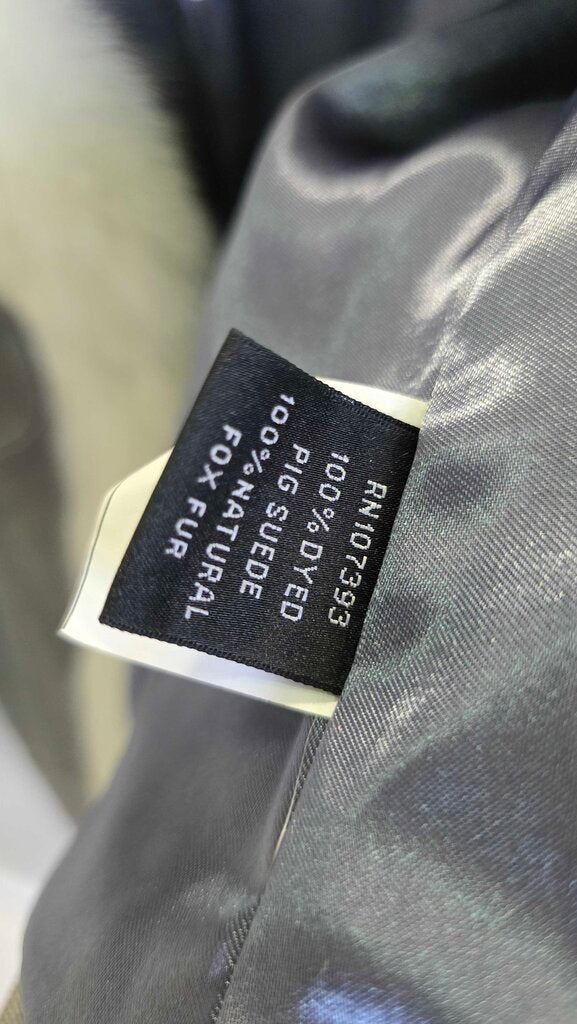 RN107393
100% DYED
PIG SUEDE
100% NATURAL
FOX FUR